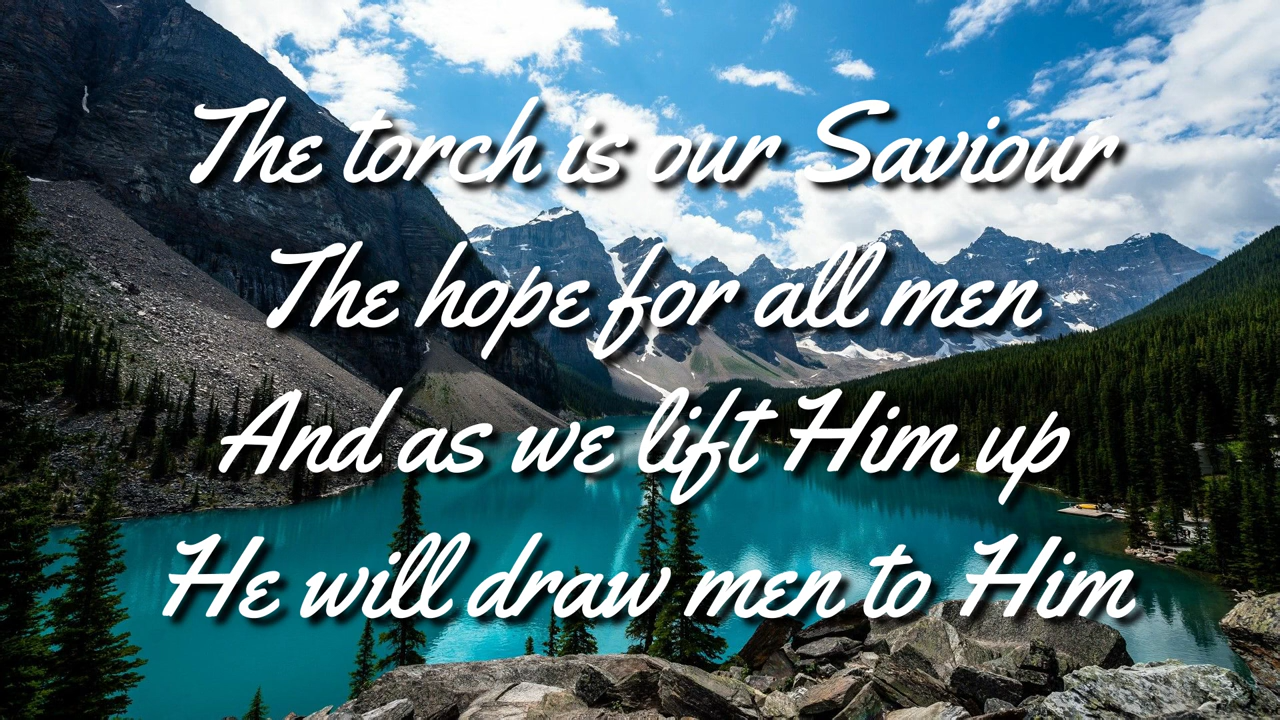 The torch is our Saviour
The hope for all men
And as we lift Him up
He will draw men to Him